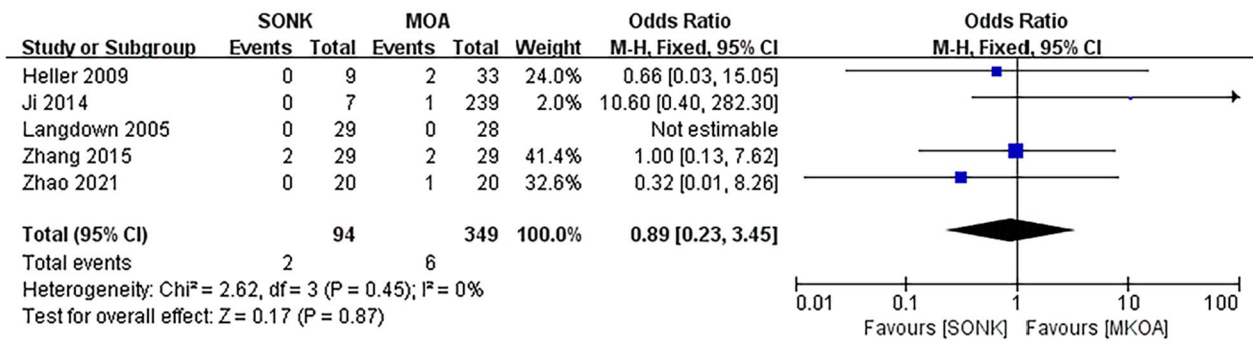 SONK MOA Odds Ratio Odds Ratio
Study or Subgroup Events Total Events Total Weight M-H, Fixed, 95% CI M-H, Fixed, 95% CI
Heller 2009 0 9 2 33 24.0% 0.66 [0.03, 15.05]
Ji 2014 0 7 1 239 2.0% 10.60 [0.40, 282.30]
Langdown 2005 0 29 0 28 Not estimable
Zhang 2015 2 29 2 29 41.4% 1.00 [0.13, 7.62]
Zhao 2021 0 20 1 20 32.6% 0.32 [0.01, 8.26]
Total (95% CI) 94 349 100.0% 0.89 [0.23, 3.45]
Total events 2 6
Heterogeneity: Chi² = 2.62, df = 3 (P = 0.45); I² = 0%
Test for overall effect: Z = 0.17 (P = 0.87)
0.01 0.1 1 10 100
Favours [SONK] Favours [MKOA]